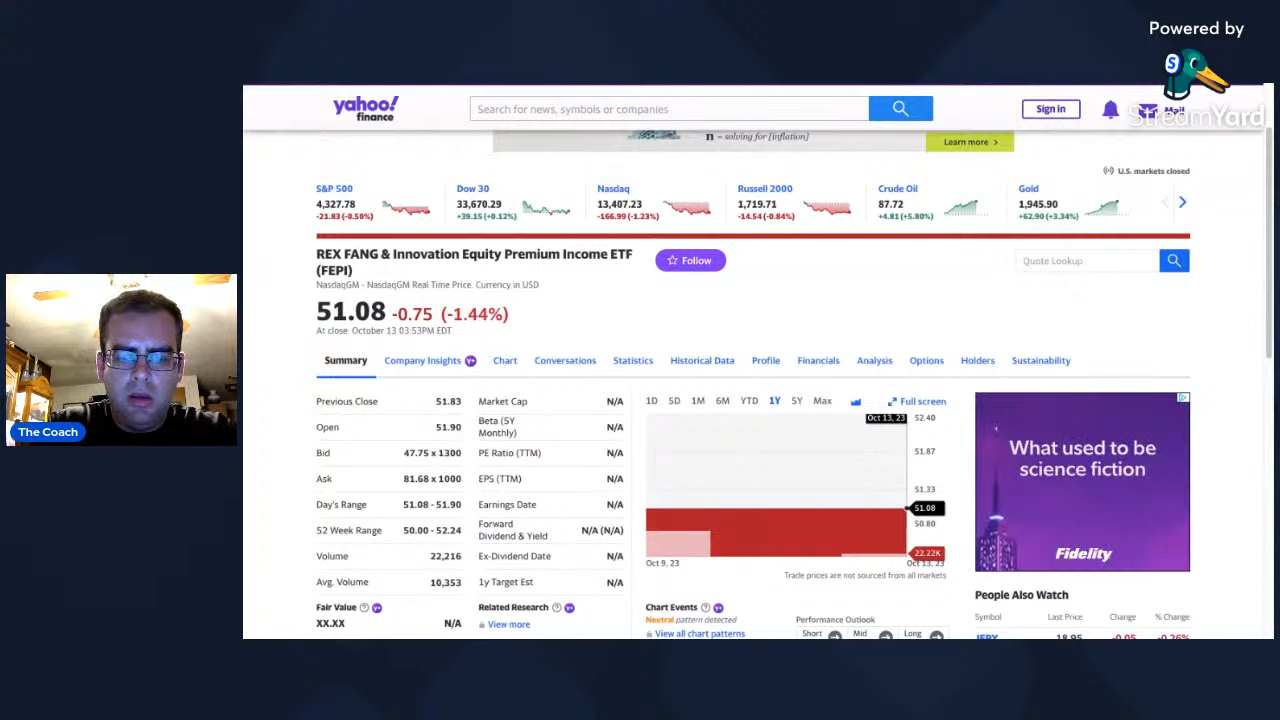 Powered by
S
StreamYard
yahoo!
finance
Search for news, symbols or companies
Sign in
Mail
n = solving for [inflation]
Learn more >
U.S. markets closed
S&P 500
4,327.78
-21.83 (-0.50%)
Dow 30
33,670.29
+39.15 (+0.12%)
Nasdaq
13,407.23
-166.99 (-1.23%)
Russell 2000
1,719.71
-14.54 (-0.84%)
Crude Oil
87.72
+4.81 (+5.80%)
Gold
1,945.90
+62.90 (+3.34%)
REX FANG & Innovation Equity Premium Income ETF
(FEPI)
Follow
Quote Lookup
NasdaqGM - NasdaqGM Real Time Price. Currency in USD
51.08 -0.75 (-1.44%)
At close: October 13 03:53PM EDT
Summary Company Insights Y+ Chart Conversations Statistics Historical Data Profile Financials Analysis Options Holders Sustainability
Previous Close 51.83
Open 51.90
Bid 47.75 x 1300
Ask 81.68 x 1000
Day's Range 51.08 - 51.90
52 Week Range 50.00 - 52.24
Volume 22,216
Avg. Volume 10,353
Fair Value
XX.XX N/A
Market Cap N/A
Beta (5Y
Monthly) N/A
PE Ratio (TTM) N/A
EPS (TTM) N/A
Earnings Date N/A
Forward
Dividend & Yield N/A (N/A)
Ex-Dividend Date N/A
1y Target Est N/A
Related Research
View more
1D 5D 1M 6M YTD 1Y 5Y Max
Full screen
Oct 13, 23
52.40
51.87
51.33
51.08
50.80
22.22K
Oct 9, 23
Oct 13, 23
Trade prices are not sourced from all markets
Chart Events
Neutral pattern detected
View all chart patterns
Performance Outlook
Short
Mid
Long
What used to be
science fiction
Fidelity
People Also Watch
Symbol Last Price Change % Change
JEPY 18.95 -0.05 -0.26%
The Coach